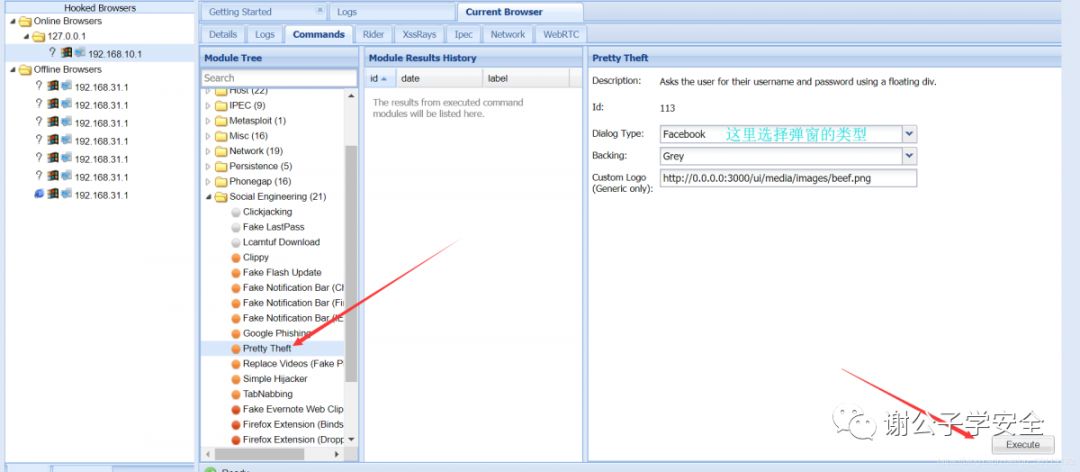 Hooked Browsers
Online Browsers
127.0.0.1
? 192.168.10.1
Offline Browsers
? 192.168.31.1
? 192.168.31.1
? 192.168.31.1
? 192.168.31.1
? 192.168.31.1
? 192.168.31.1
192.168.31.1
Getting Started
Logs
Current Browser
Details
Logs
Commands
Rider
XssRays
Ipec
Network
WebRTC
Module Tree
Search
Host (22)
IPEC (9)
Metasploit (1)
Misc (16)
Network (19)
Persistence (5)
Phonegap (16)
Social Engineering (21)
Clickjacking
Fake LastPass
Lcamtuf Download
Clippy
Fake Flash Update
Fake Notification Bar (Ch
Fake Notification Bar (Fi
Fake Notification Bar (IE
Google Phishing
Pretty Theft
Replace Videos (Fake P
Simple Hijacker
TabNabbing
Fake Evernote Web Clip
Firefox Extension (Binds
Firefox Extension (Dropp
Module Results History
id date label
The results from executed command
modules will be listed here.
Pretty Theft
Description: Asks the user for their username and password using a floating div.
Id: 113
Dialog Type: Facebook 这里选择弹窗的类型
Backing: Grey
Custom Logo
(Generic only): http://0.0.0.0:3000/ui/media/images/beef.png
谢公子学安全
Execute
Ready